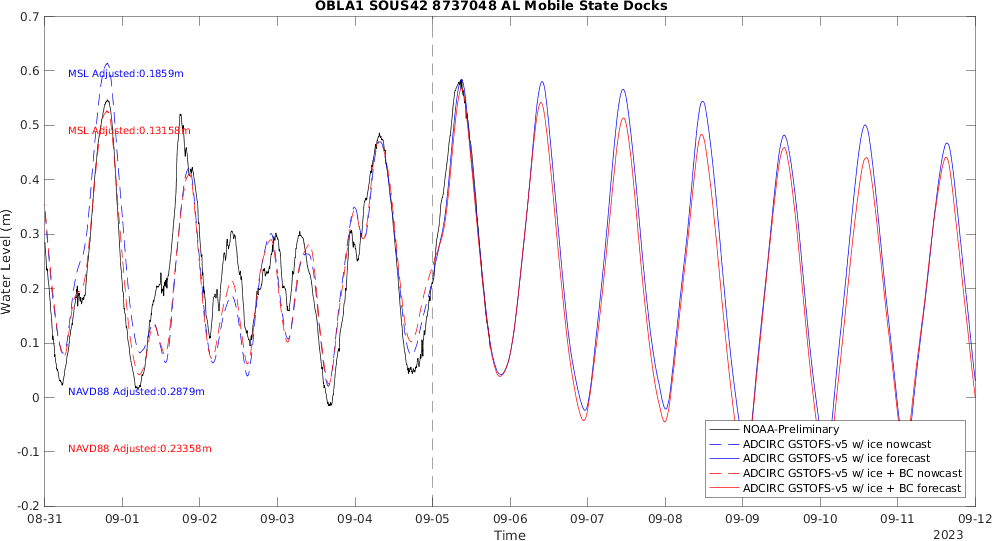 OBLA1 SOUS42 8737048 AL Mobile State Docks
0.7
0.6
0.5
0.4
0.3
0.2
0.1
0
-0.1
-0.2
Water Level (m)
MSL Adjusted:0.1859m
MSL Adjusted:0.13158m
NAVD88 Adjusted:0.2879m
NAVD88 Adjusted:0.23358m
NOAA-Preliminary
ADCIRC GSTOFS-v5 w/ ice nowcast
ADCIRC GSTOFS-v5 w/ ice forecast
ADCIRC GSTOFS-v5 w/ ice + BC nowcast
ADCIRC GSTOFS-v5 w/ ice + BC forecast
08-31 09-01 09-02 09-03 09-04 09-05 09-06 09-07 09-08 09-09 09-10 09-11 09-12
Time
2023